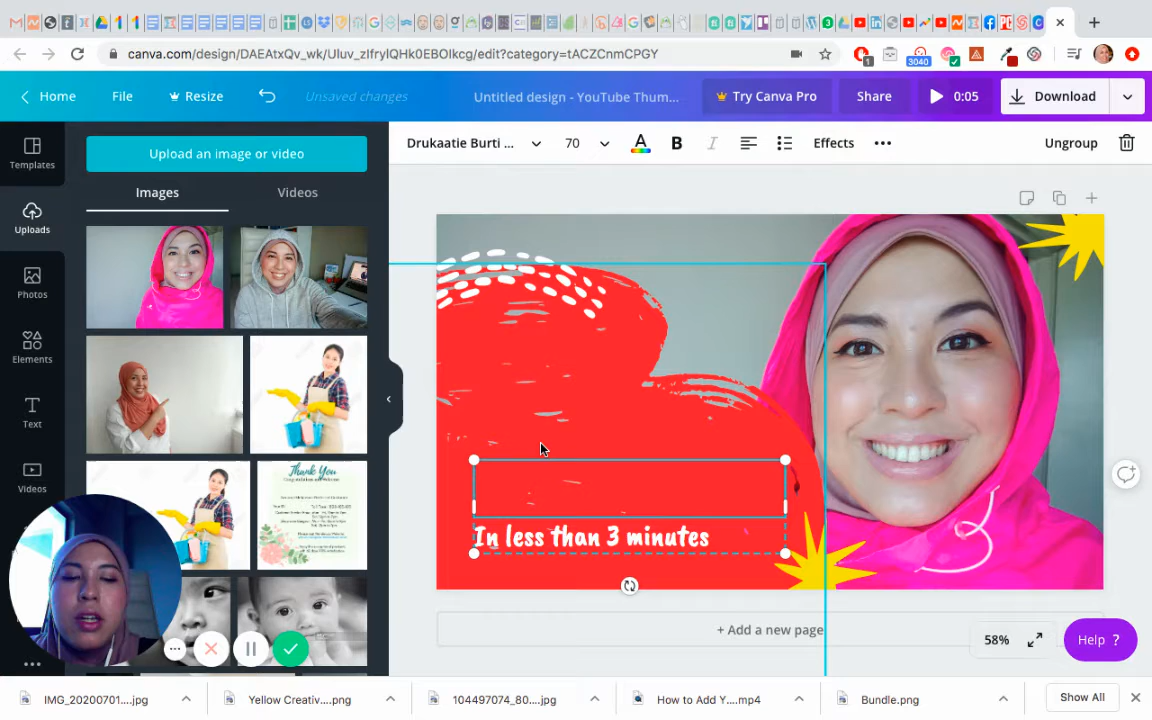 canva.com/design/DAEAtxQv_wk/Uluv_zIfryIQHk0EBOIkcg/edit?category=tACZCnmCPGY
1
3040
Home
File
Resize
Unsaved changes
Untitled design - YouTube Thum...
Try Canva Pro
Share
0:05
Download
Templates
Uploads
Photos
Elements
Text
Videos
Upload an image or video
Images
Videos
Thank You
Drukaatie Burti ...
70
A
B
I
Effects
Ungroup
In less than 3 minutes
+ Add a new page
58%
Help ?
IMG_20200701....jpg
Yellow Creativ....png
104497074_80....jpg
How to Add Y....mp4
Bundle.png
Show All